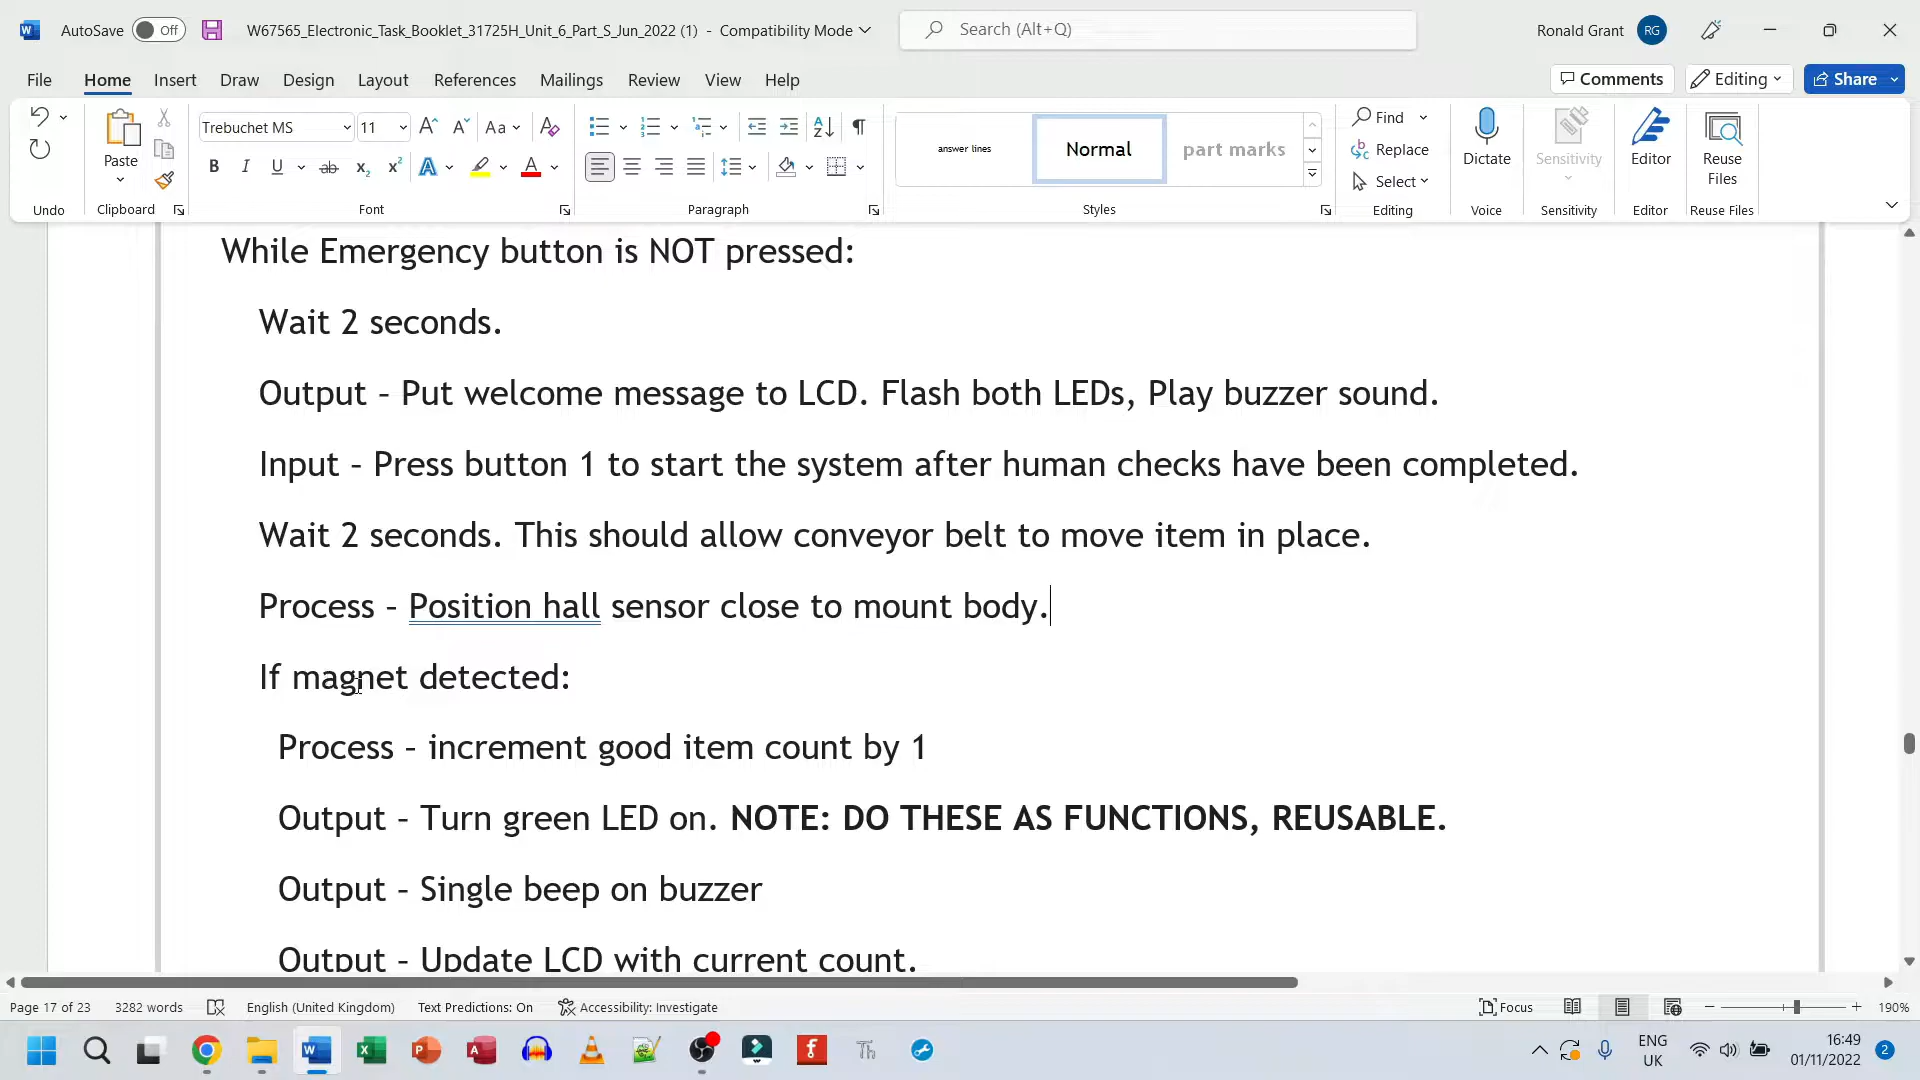 AutoSave Off W67565_Electronic_Task_Booklet_31725H_Unit_6_Part_S_Jun_2022 (1) - Compatibility Mode Search (Alt+Q) Ronald Grant RG
File Home Insert Draw Design Layout References Mailings Review View Help Comments Editing Share
Trebuchet MS 11 Aa
Paste
answer lines Normal part marks
Find
Replace
Select
Dictate Sensitivity Editor Reuse Files
Undo Clipboard Font Paragraph Styles Editing Voice Sensitivity Editor Reuse Files
While Emergency button is NOT pressed:
Wait 2 seconds.
Output - Put welcome message to LCD. Flash both LEDs, Play buzzer sound.
Input - Press button 1 to start the system after human checks have been completed.
Wait 2 seconds. This should allow conveyor belt to move item in place.
Process - Position hall sensor close to mount body.
If magnet detected:
Process - increment good item count by 1
Output - Turn green LED on. NOTE: DO THESE AS FUNCTIONS, REUSABLE.
Output - Single beep on buzzer
Output - Update LCD with current count.
Page 17 of 23 3282 words English (United Kingdom) Text Predictions: On Accessibility: Investigate Focus 190%
ENG UK 16:49 01/11/2022 2